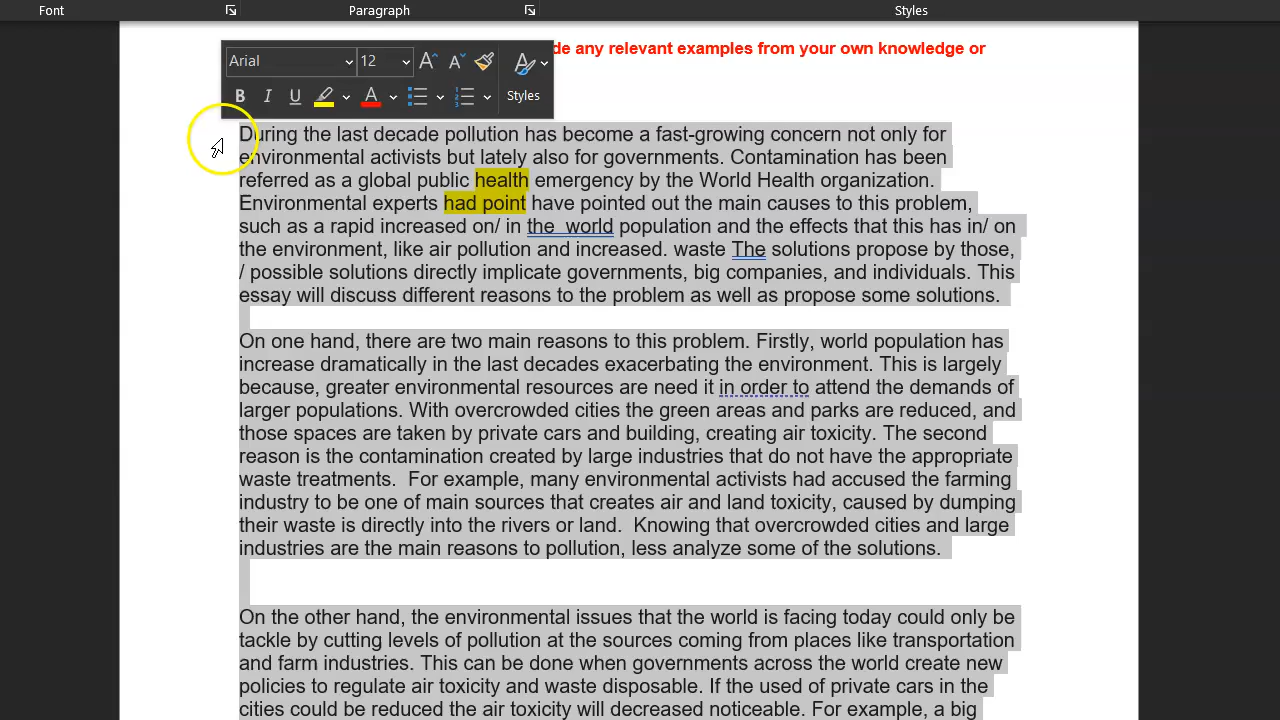 Font
Paragraph
Styles
de any relevant examples from your own knowledge or
Arial
12
B I U A
Styles
During the last decade pollution has become a fast-growing concern not only for
environmental activists but lately also for governments. Contamination has been
referred as a global public health emergency by the World Health organization.
Environmental experts had point have pointed out the main causes to this problem,
such as a rapid increased on/ in the  world population and the effects that this has in/ on
the environment, like air pollution and increased. waste The solutions propose by those,
/ possible solutions directly implicate governments, big companies, and individuals. This
essay will discuss different reasons to the problem as well as propose some solutions.
On one hand, there are two main reasons to this problem. Firstly, world population has
increase dramatically in the last decades exacerbating the environment. This is largely
because, greater environmental resources are need it in order to attend the demands of
larger populations. With overcrowded cities the green areas and parks are reduced, and
those spaces are taken by private cars and building, creating air toxicity. The second
reason is the contamination created by large industries that do not have the appropriate
waste treatments.  For example, many environmental activists had accused the farming
industry to be one of main sources that creates air and land toxicity, caused by dumping
their waste is directly into the rivers or land.  Knowing that overcrowded cities and large
industries are the main reasons to pollution, less analyze some of the solutions.
On the other hand, the environmental issues that the world is facing today could only be
tackle by cutting levels of pollution at the sources coming from places like transportation
and farm industries. This can be done when governments across the world create new
policies to regulate air toxicity and waste disposable. If the used of private cars in the
cities could be reduced the air toxicity will decreased noticeable. For example, a big